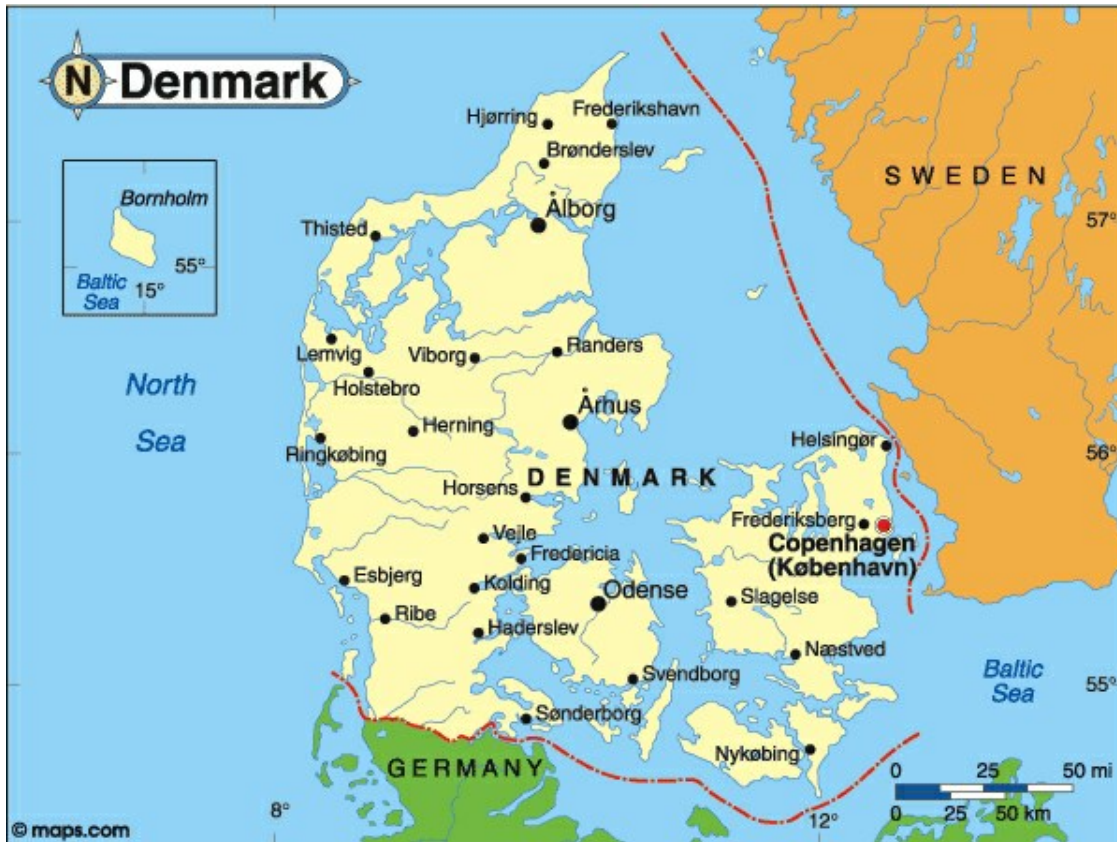 N Denmark
Hjørring
Frederikshavn
Brønderslev
SWEDEN
Bornholm
Ålborg
57°
Thisted
55°
Baltic
Sea
15°
Lemvig
Viborg
Randers
Holstebro
North
Sea
Århus
Herning
Helsingør
Ringkøbing
56°
DENMARK
Horsens
Frederiksberg
Vejle
Copenhagen
(København)
Fredericia
Esbjerg
Kolding
Odense
Slagelse
Ribe
Haderslev
Næstved
Svendborg
Baltic
Sea
55°
Sønderborg
Nykøbing
GERMANY
0 25 50 mi
0 25 50 km
8°
12°
© maps.com